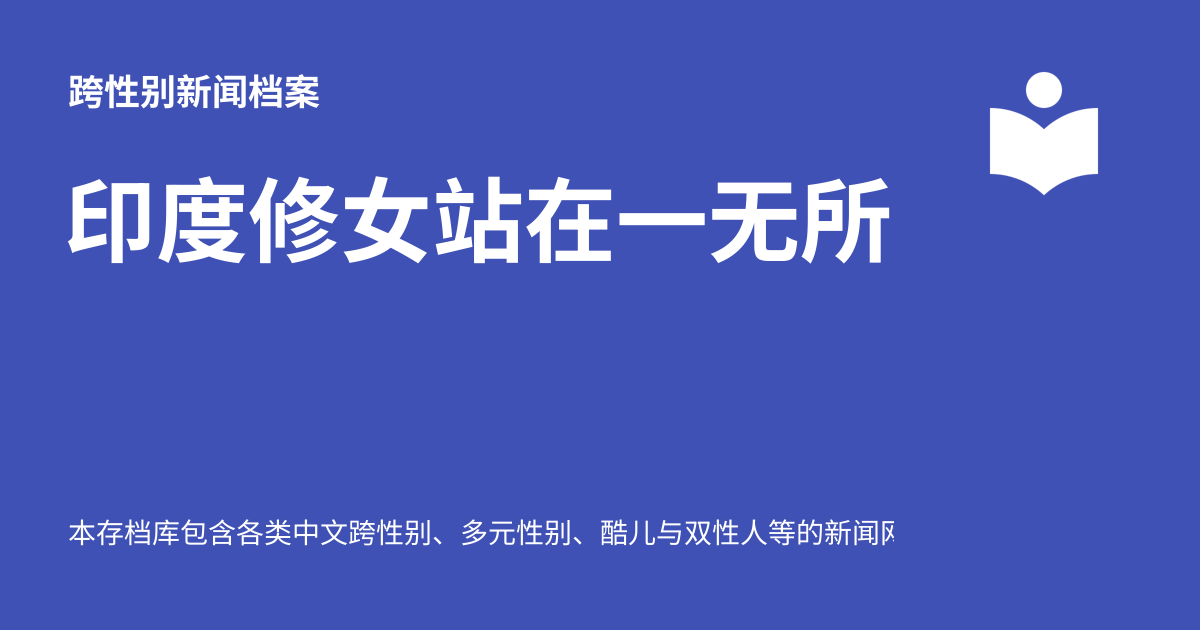 跨性别新闻档案
印度修女站在一无所
本存档库包含各类中文跨性别、多元性别、酷儿与双性人等的新闻